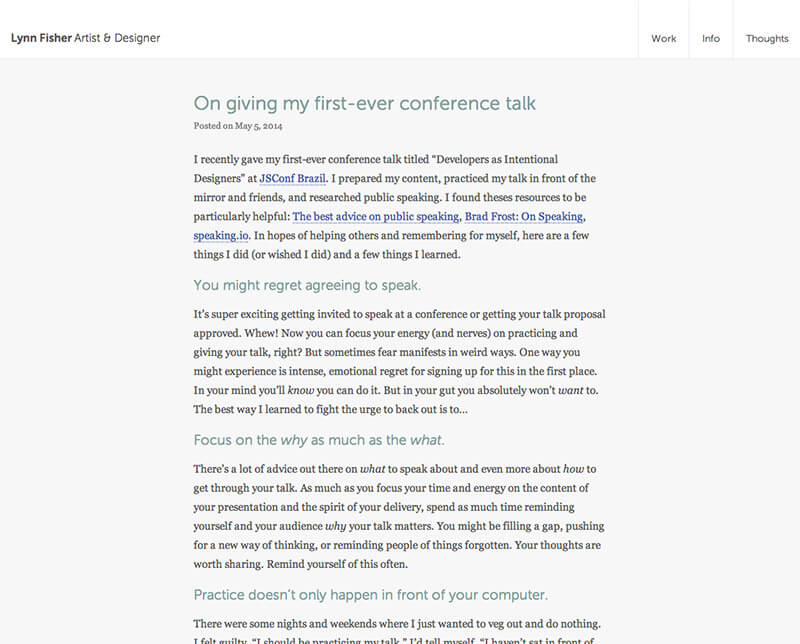 Lynn Fisher Artist & Designer
Work
Info
Thoughts
On giving my first-ever conference talk
Posted on May 5, 2014
I recently gave my first-ever conference talk titled “Developers as Intentional
Designers” at JSConf Brazil. I prepared my content, practiced my talk in front of the
mirror and friends, and researched public speaking. I found theses resources to be
particularly helpful: The best advice on public speaking, Brad Frost: On Speaking,
speaking.io. In hopes of helping others and remembering for myself, here are a few
things I did (or wished I did) and a few things I learned.
You might regret agreeing to speak.
It’s super exciting getting invited to speak at a conference or getting your talk proposal
approved. Whew! Now you can focus your energy (and nerves) on practicing and
giving your talk, right? But sometimes fear manifests in weird ways. One way you
might experience is intense, emotional regret for signing up for this in the first place.
In your mind you’ll know you can do it. But in your gut you absolutely won’t want to.
The best way I learned to fight the urge to back out is to…
Focus on the why as much as the what.
There’s a lot of advice out there on what to speak about and even more about how to
get through your talk. As much as you focus your time and energy on the content of
your presentation and the spirit of your delivery, spend as much time reminding
yourself and your audience why your talk matters. You might be filling a gap, pushing
for a new way of thinking, or reminding people of things forgotten. Your thoughts are
worth sharing. Remind yourself of this often.
Practice doesn’t only happen in front of your computer.
There were some nights and weekends where I just wanted to veg out and do nothing.
I felt guilty. “I should be practicing my talk,” I’d tell myself. “I haven’t sat in front of